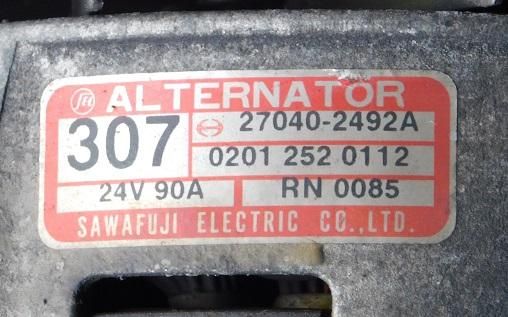 ALTERNATOR
307
27040-2492A
0201 252 0112
24V 90A
RN 0085
SAWAFUJI ELECTRIC CO.,LTD.